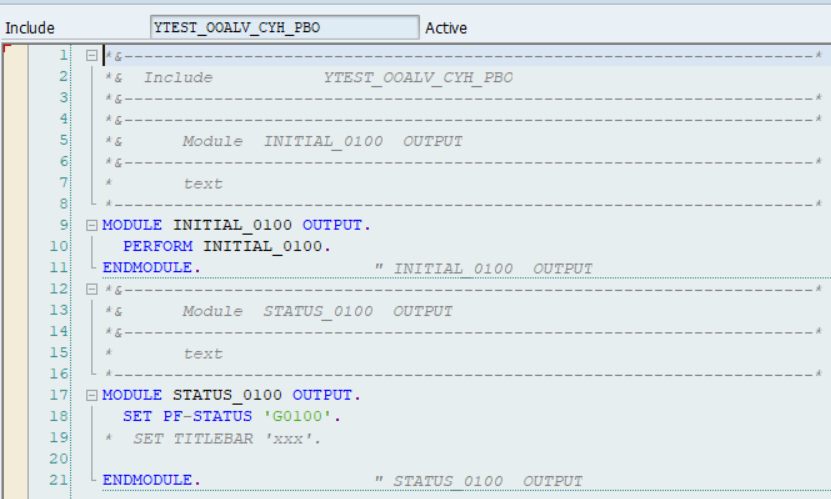 Include YTEST_OOALV_CYH_PBO Active
1 *&---------------------------------------------------------------------*
2 *&  Include           YTEST_OOALV_CYH_PBO
3 *&---------------------------------------------------------------------*
4 *&---------------------------------------------------------------------*
5 *&      Module  INITIAL_0100  OUTPUT
6 *&---------------------------------------------------------------------*
7 *       text
8 *----------------------------------------------------------------------*
9 MODULE INITIAL_0100 OUTPUT.
10   PERFORM INITIAL_0100.
11 ENDMODULE.                 " INITIAL_0100  OUTPUT
12 *&---------------------------------------------------------------------*
13 *&      Module  STATUS_0100  OUTPUT
14 *&---------------------------------------------------------------------*
15 *       text
16 *----------------------------------------------------------------------*
17 MODULE STATUS_0100 OUTPUT.
18   SET PF-STATUS 'G0100'.
19 *  SET TITLEBAR 'xxx'.
20
21 ENDMODULE.                 " STATUS_0100  OUTPUT